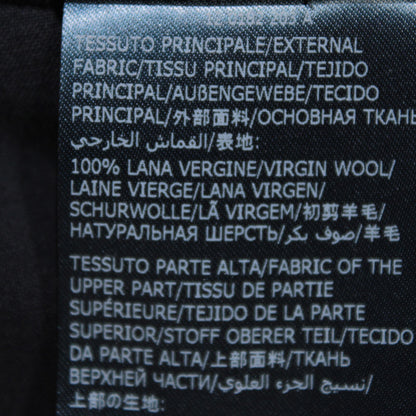 TESSUTO PRINCIPALE/EXTERNAL
FABRIC/TISSU PRINCIPAL/TEJIDO
PRINCIPAL/AUßENGEWEBE/TECIDO
PRINCIPAL/外部面料/ОСНОВНАЯ ТКАНЬ
القماش الخارجي/表地:
100% LANA VERGINE/VIRGIN WOOL/
LAINE VIERGE/LANA VIRGEN/
SCHURWOLLE/LÃ VIRGEM/初剪羊毛/
НАТУРАЛЬНАЯ ШЕРСТЬ/صوف بكر/羊毛
TESSUTO PARTE ALTA/FABRIC OF THE
UPPER PART/TISSU DE PARTIE
SUPÉRIEURE/TEJIDO DE LA PARTE
SUPERIOR/STOFF OBERER TEIL/TECIDO
DA PARTE ALTA/上部面料/ТКАНЬ
ВЕРХНЕЙ ЧАСТИ/نسيج الجزء العلوي/
上部の生地: